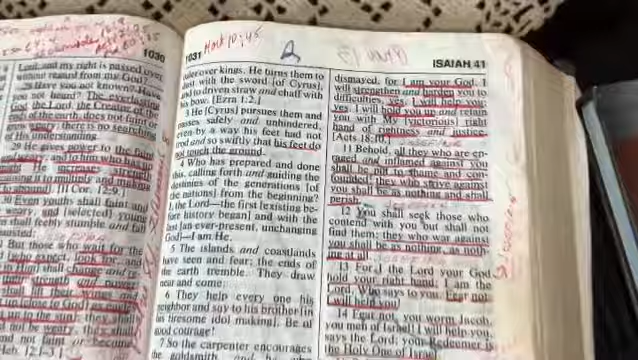 1030
Lord, and my right is passed over
without regard from my God?
28 Have you not known? Have
you not heard? The everlasting
God, the Lord, the Creator of the
ends of the earth, does not faint or
grow weary; there is no searching
of His understanding.
29 He gives power to the faint
and weary, and to him who has no
might He increases strength
[causing it to multiply and making
it to abound]. [II Cor. 12:9.]
30 Even youths shall faint and
be weary, and [selected] young
men shall feebly stumble and fall
exhausted;
31 But those who wait for the
Lord [who expect, look for, and
hope in Him] shall change and re-
new their strength and power;
they shall lift their wings and
mount up [close to God]
not be weary, they shall
and not faint or become
1031
ISAIAH 41
rulers over kings. He turns them to
dust with the sword [of Cyrus],
and to driven straw and chaff with
his bow. [Ezra 1:2.]
3 He [Cyrus] pursues them and
passes safely and unhindered,
even by a way his feet had not
trod and so swiftly that his feet do
not touch the ground.
4 Who has prepared and done
this, calling forth and guiding the
destinies of the generations [of
the nations] from the beginning?
I, the Lord—the first [existing be-
fore history began] and with the
last [an ever-present, unchanging
God]—I am He.
5 The islands and coastlands
have seen and fear; the ends of
the earth tremble. They draw
near and come;
6 They help every one his
neighbor and say to his brother [in
his tiresome idol making], Be of
good courage!
7 So the carpenter encourages
the goldsmith, and he who
dismayed, for I am your God. I
will strengthen and harden you to
difficulties, yes, I will help you;
yes, I will hold you up and retain
you with My [victorious] right
hand of rightness and justice.
[Acts 18:10.]
11 Behold, all they who are en-
raged and inflamed against you
shall be put to shame and con-
founded; they who strive against
you shall be as nothing and shall
perish.
12 You shall seek those who
contend with you but shall not
find them; they who war against
you shall be as nothing, as noth-
ing at all.
13 For I the Lord your God
hold your right hand; I am the
Lord, Who says to you, Fear not;
I will help you!
14 Fear not, you worm Jacob,
you men of Israel! I will help you,
says the Lord; your Redeemer is
the Holy One of Israel.